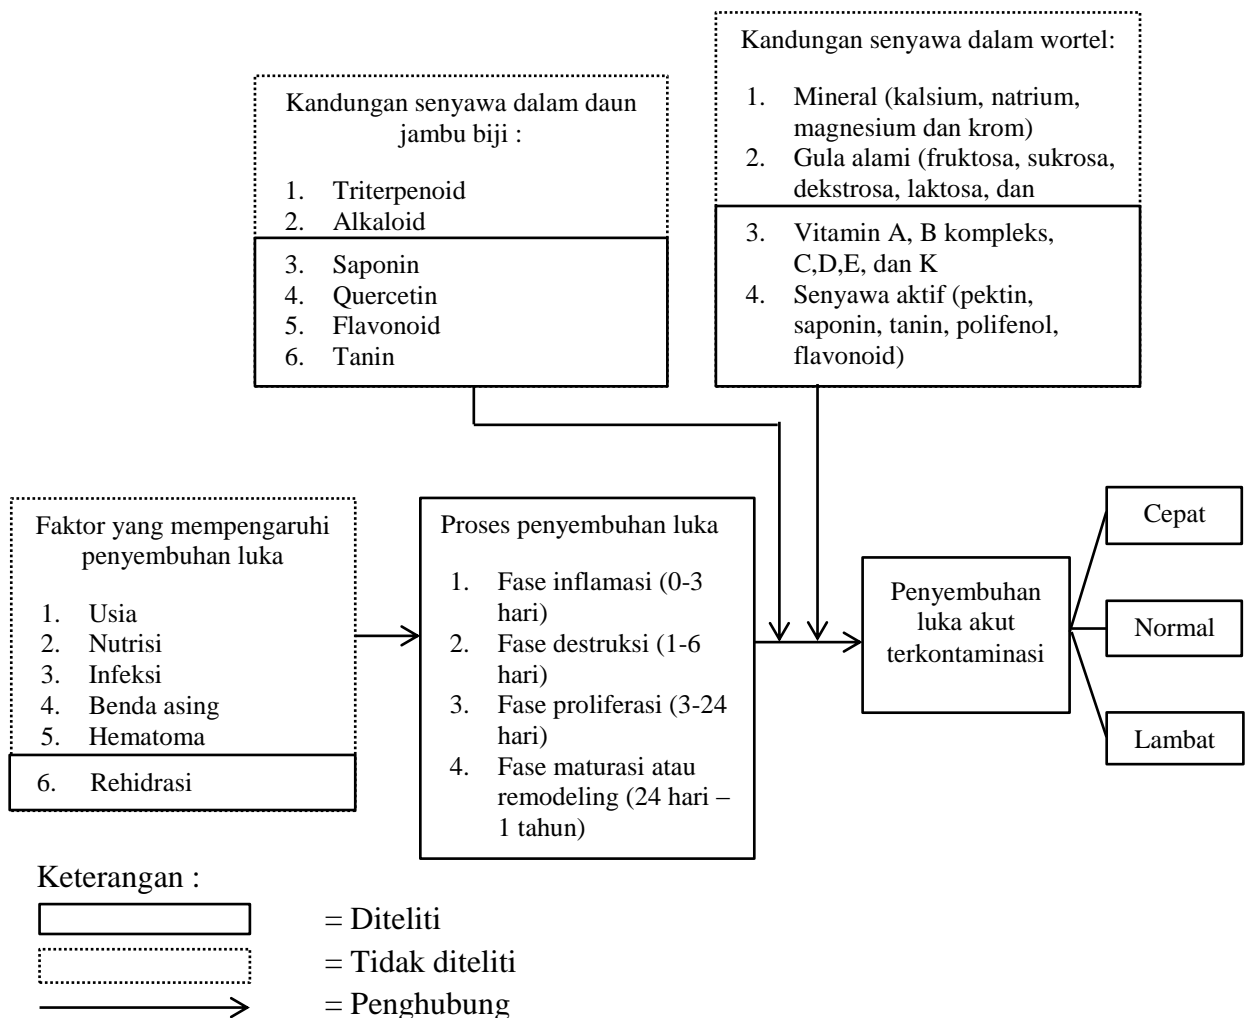 Kandungan senyawa dalam daun
jambu biji :
1. Triterpenoid
2. Alkaloid
3. Saponin
4. Quercetin
5. Flavonoid
6. Tanin
Kandungan senyawa dalam wortel:
1. Mineral (kalsium, natrium,
magnesium dan krom)
2. Gula alami (fruktosa, sukrosa,
dekstrosa, laktosa, dan
3. Vitamin A, B kompleks,
C,D,E, dan K
4. Senyawa aktif (pektin,
saponin, tanin, polifenol,
flavonoid)
Faktor yang mempengaruhi
penyembuhan luka
1. Usia
2. Nutrisi
3. Infeksi
4. Benda asing
5. Hematoma
6. Rehidrasi
Proses penyembuhan luka
1. Fase inflamasi (0-3
hari)
2. Fase destruksi (1-6
hari)
3. Fase proliferasi (3-24
hari)
4. Fase maturasi atau
remodeling (24 hari –
1 tahun)
Penyembuhan
luka akut
terkontaminasi
Cepat
Normal
Lambat
Keterangan :
= Diteliti
= Tidak diteliti
= Penghubung